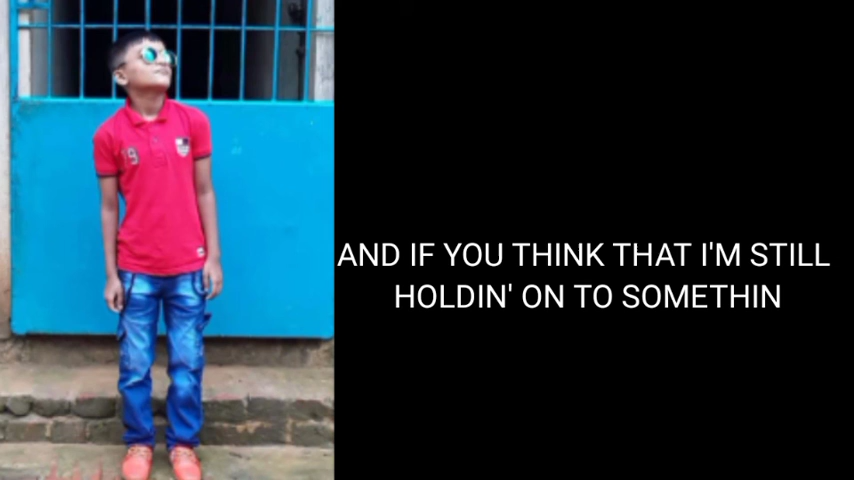 AND IF YOU THINK THAT I'M STILL
HOLDIN' ON TO SOMETHIN